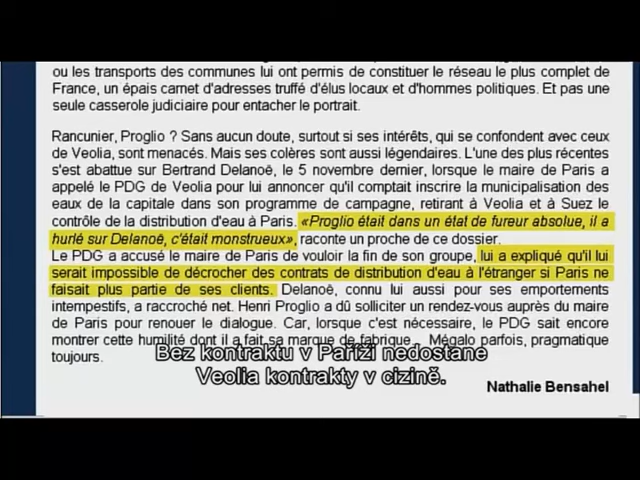 ou les transports des communes lui ont permis de constituer le réseau le plus complet de
France, un épais carnet d'adresses truffé d'élus locaux et d'hommes politiques. Et pas une
seule casserole judiciaire pour entacher le portrait.
Rancunier, Proglio ? Sans aucun doute, surtout si ses intérêts, qui se confondent avec ceux
de Veolia, sont menacés. Mais ses colères sont aussi légendaires. L'une des plus récentes
s'est abattue sur Bertrand Delanoë, le 5 novembre dernier, lorsque le maire de Paris a
appelé le PDG de Veolia pour lui annoncer qu'il comptait inscrire la municipalisation des
eaux de la capitale dans son programme de campagne, retirant à Veolia et à Suez le
contrôle de la distribution d'eau à Paris. «Proglio était dans un état de fureur absolue, il a
hurlé sur Delanoë, c'était monstrueux», raconte un proche de ce dossier.
Le PDG a accusé le maire de Paris de vouloir la fin de son groupe, lui a expliqué qu'il lui
serait impossible de décrocher des contrats de distribution d'eau à l'étranger si Paris ne
faisait plus partie de ses clients. Delanoë, connu lui aussi pour ses emportements
intempestifs, a raccroché net. Henri Proglio a dû solliciter un rendez-vous auprès du maire
de Paris pour renouer le dialogue. Car, lorsque c'est nécessaire, le PDG sait encore
montrer cette humilité dont il a fait sa marque de fabrique... Mégalo parfois, pragmatique
toujours.
Bez kontraktu v Paříži nedostane
Veolia kontrakty v cizině.
Nathalie Bensahel